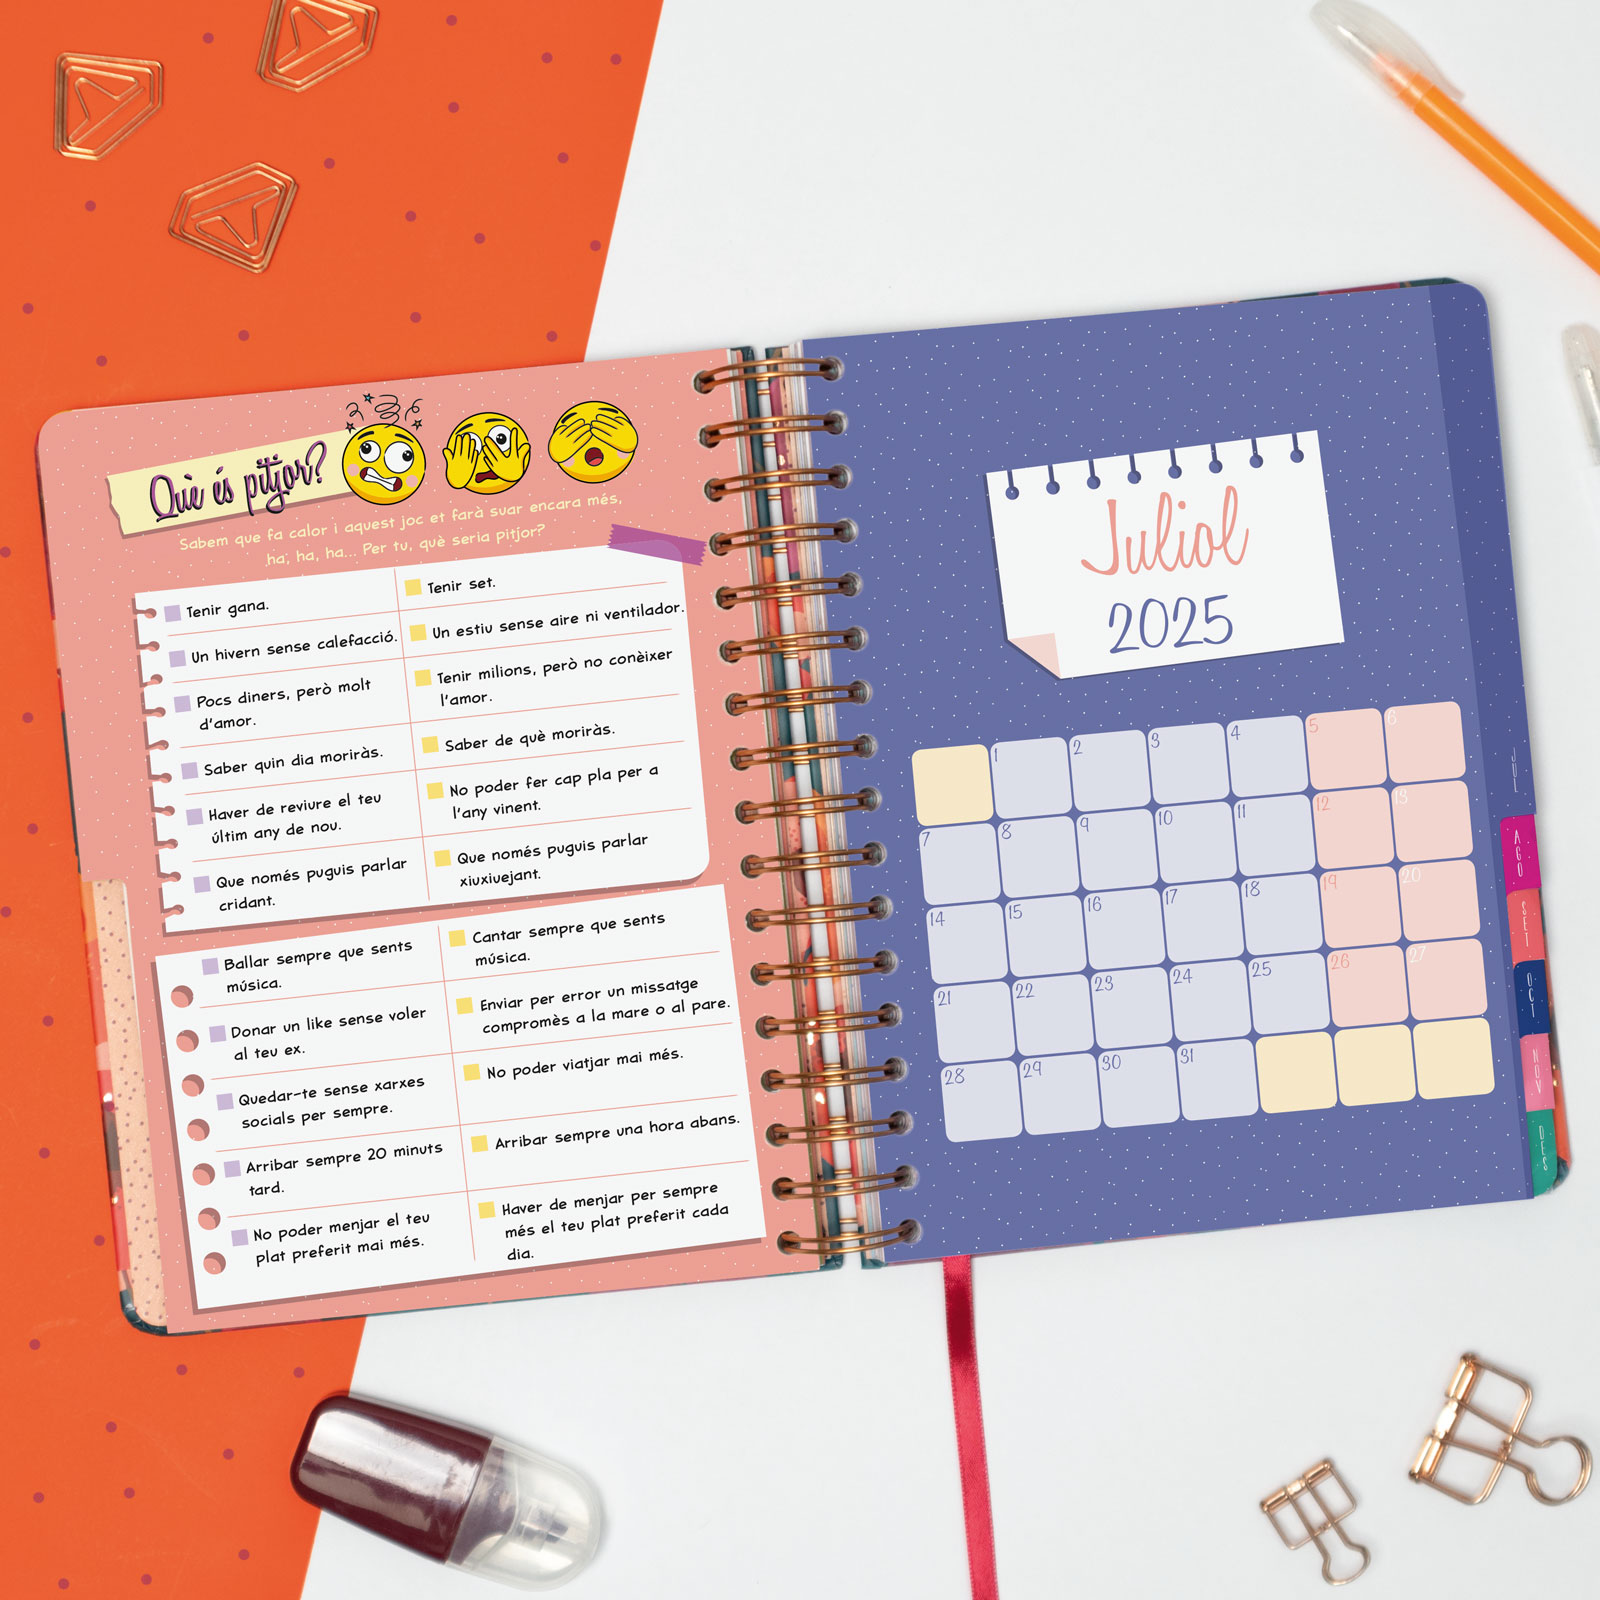 Què és pitjor?
Sabem que fa calor i aquest joc et farà suar encara més,
ha, ha, ha... Per tu, què seria pitjor?
Tenir gana.
Tenir set.
Un hivern sense calefacció.
Un estiu sense aire ni ventilador.
Pocs diners, però molt
d'amor.
Tenir milions, però no conèixer
l'amor.
Saber quin dia moriràs.
Saber de què moriràs.
Haver de reviure el teu
últim any de nou.
No poder fer cap pla per a
l'any vinent.
Que només puguis parlar
cridant.
Que només puguis parlar
xiuxiuejant.
Ballar sempre que sents
música.
Cantar sempre que sents
música.
Donar un like sense voler
al teu ex.
Enviar per error un missatge
compromès a la mare o al pare.
Quedar-te sense xarxes
socials per sempre.
No poder viatjar mai més.
Arribar sempre 20 minuts
tard.
Arribar sempre una hora abans.
No poder menjar el teu
plat preferit mai més.
Haver de menjar per sempre
més el teu plat preferit cada
dia.
Juliol
2025
1 2 3 4 5 6
7 8 9 10 11 12 13
14 15 16 17 18 19 20
21 22 23 24 25 26 27
28 29 30 31
JUL
AGO
SET
OCT
NOV
DES